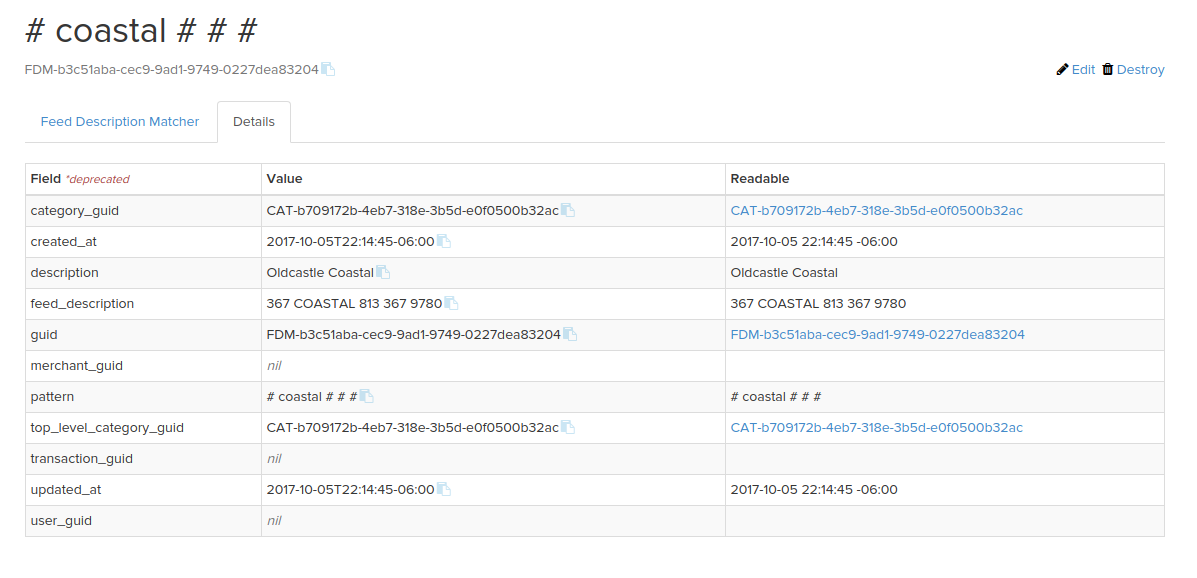 # coastal # # #
FDM-b3c51aba-cec9-9ad1-9749-0227dea83204
Edit Destroy
Feed Description Matcher Details
Field *deprecated Value Readable
category_guid CAT-b709172b-4eb7-318e-3b5d-e0f0500b32ac CAT-b709172b-4eb7-318e-3b5d-e0f0500b32ac
created_at 2017-10-05T22:14:45-06:00 2017-10-05 22:14:45 -06:00
description Oldcastle Coastal Oldcastle Coastal
feed_description 367 COASTAL 813 367 9780 367 COASTAL 813 367 9780
guid FDM-b3c51aba-cec9-9ad1-9749-0227dea83204 FDM-b3c51aba-cec9-9ad1-9749-0227dea83204
merchant_guid nil
pattern # coastal # # # # coastal # # #
top_level_category_guid CAT-b709172b-4eb7-318e-3b5d-e0f0500b32ac CAT-b709172b-4eb7-318e-3b5d-e0f0500b32ac
transaction_guid nil
updated_at 2017-10-05T22:14:45-06:00 2017-10-05 22:14:45 -06:00
user_guid nil